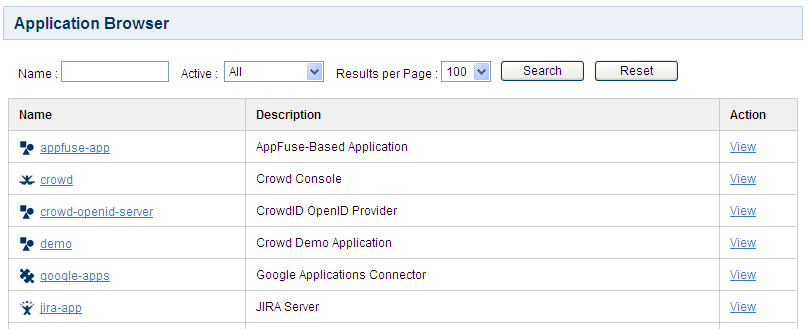 Application Browser
Name : Active : All Results per Page : 100 Search Reset
Name Description Action
appfuse-app AppFuse-Based Application View
crowd Crowd Console View
crowd-openid-server CrowdID OpenID Provider View
demo Crowd Demo Application View
google-apps Google Applications Connector View
jira-app JIRA Server View